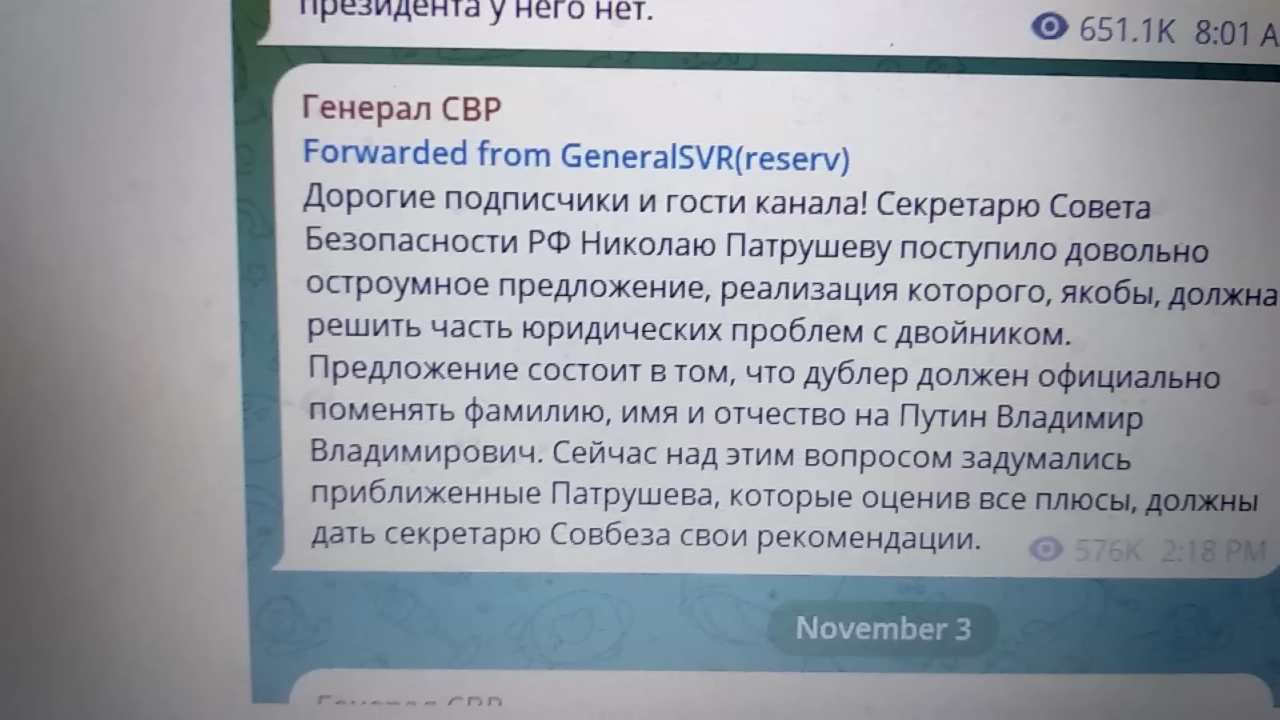 президента у него нет.
651.1K 8:01 A
Генерал СВР
Forwarded from GeneralSVR(reserv)
Дорогие подписчики и гости канала! Секретарю Совета
Безопасности РФ Николаю Патрушеву поступило довольно
остроумное предложение, реализация которого, якобы, должна
решить часть юридических проблем с двойником.
Предложение состоит в том, что дублер должен официально
поменять фамилию, имя и отчество на Путин Владимир
Владимирович. Сейчас над этим вопросом задумались
приближенные Патрушева, которые оценив все плюсы, должны
дать секретарю Совбеза свои рекомендации.
576K 2:18 PM
November 3
Генерал СВР